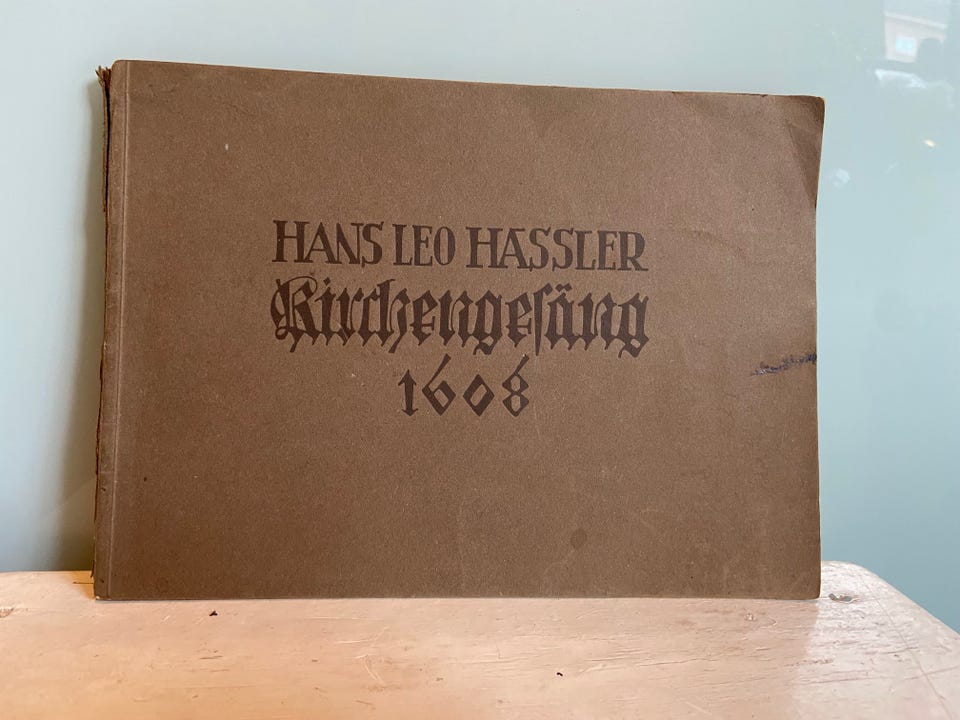 HANS LEO HASSLER
Kirchengesäng
1608